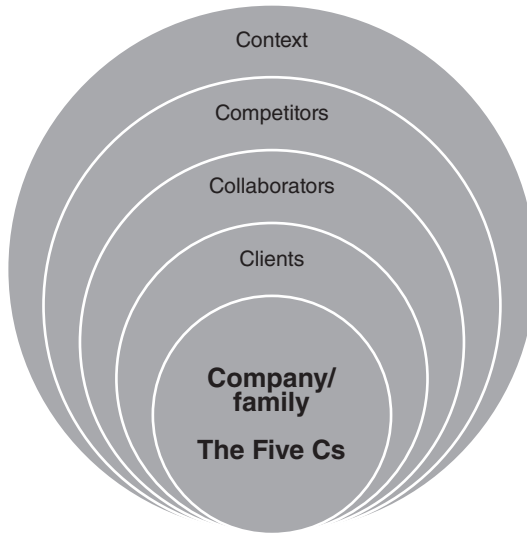 Context
Competitors
Collaborators
Clients
Company/
family
The Five Cs